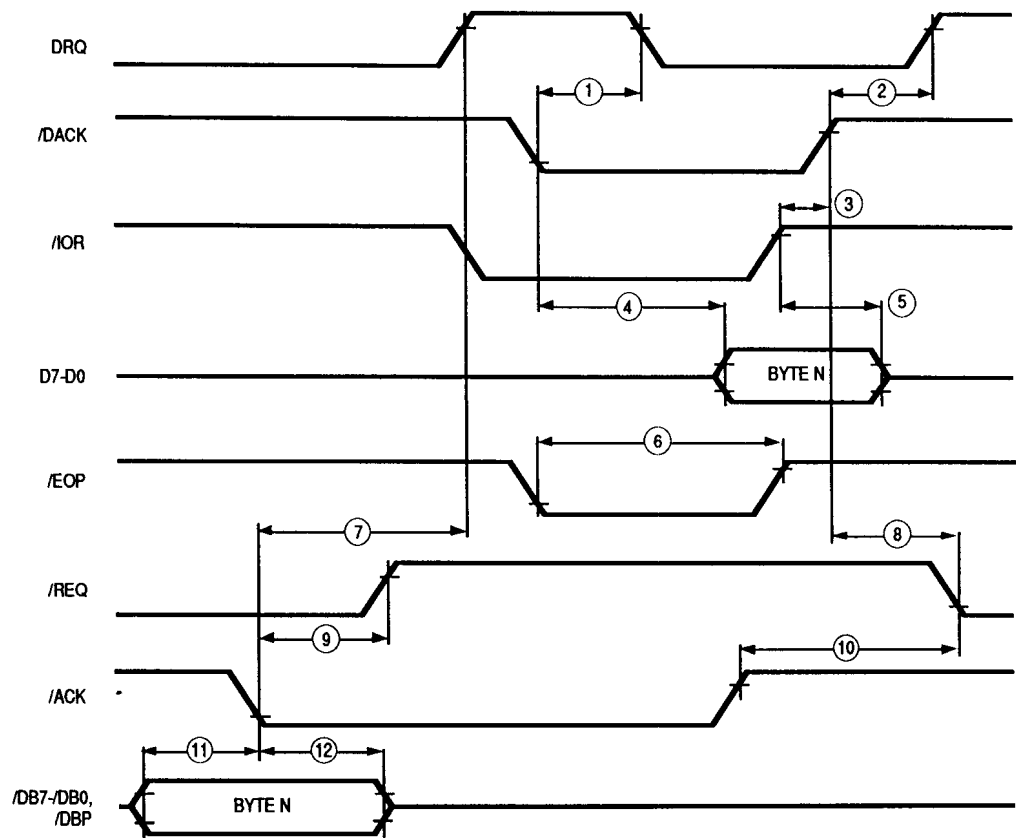 DRQ
1
2
/DACK
3
/IOR
4
5
D7-D0
BYTE N
6
/EOP
7
8
/REQ
9
10
/ACK
11
12
/DB7-/DB0,
/DBP
BYTE N